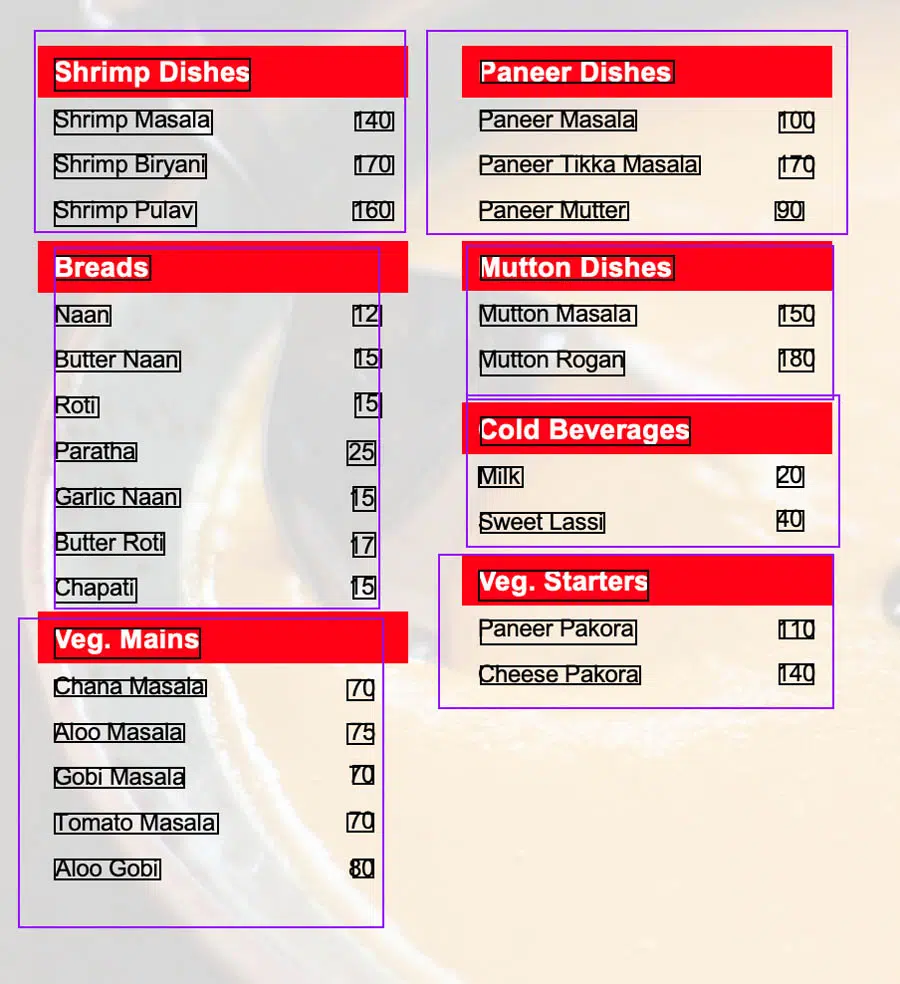 Shrimp Dishes
Shrimp Masala 140
Shrimp Biryani 170
Shrimp Pulav 160
Breads
Naan 12
Butter Naan 15
Roti 15
Paratha 25
Garlic Naan 15
Butter Roti 17
Chapati 15
Veg. Mains
Chana Masala 70
Aloo Masala 75
Gobi Masala 70
Tomato Masala 70
Aloo Gobi 80
Paneer Dishes
Paneer Masala 100
Paneer Tikka Masala 170
Paneer Mutter 90
Mutton Dishes
Mutton Masala 150
Mutton Rogan 180
Cold Beverages
Milk 20
Sweet Lassi 40
Veg. Starters
Paneer Pakora 110
Cheese Pakora 140